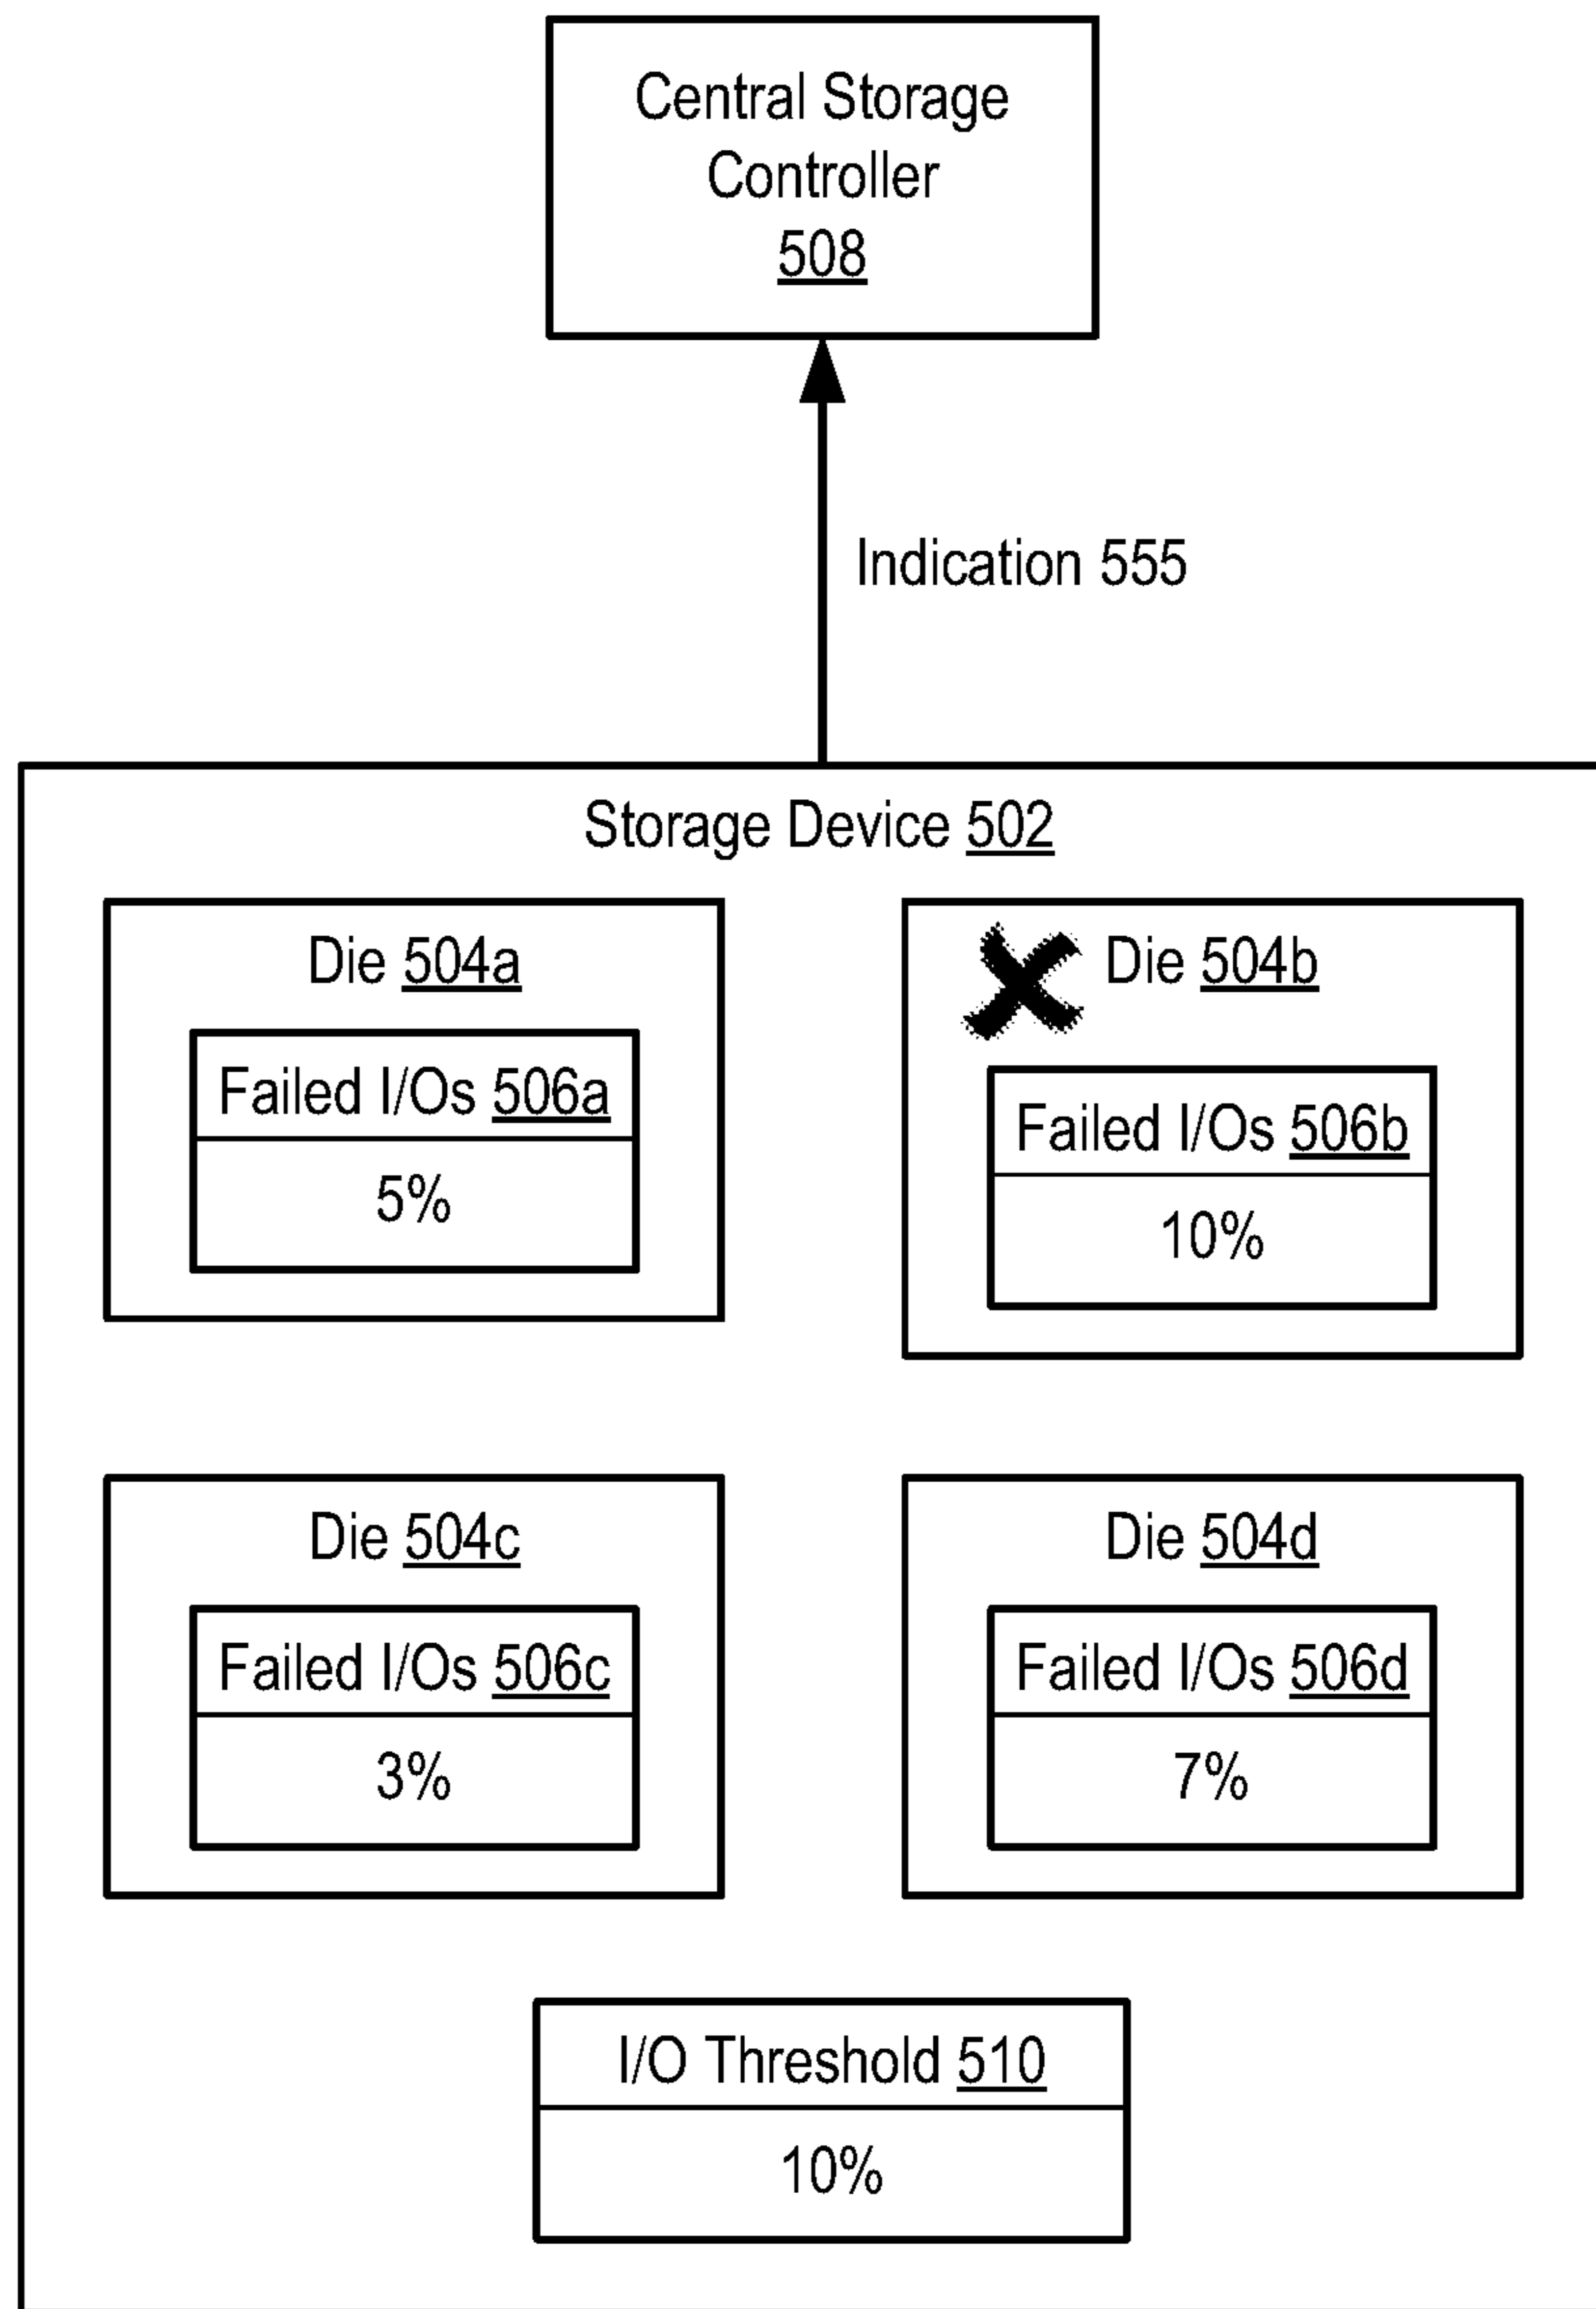 Central Storage
Controller
508
Indication 555
Storage Device 502
Die 504a
Failed I/Os 506a
5%
Die 504b
Failed I/Os 506b
10%
Die 504c
Failed I/Os 506c
3%
Die 504d
Failed I/Os 506d
7%
I/O Threshold 510
10%